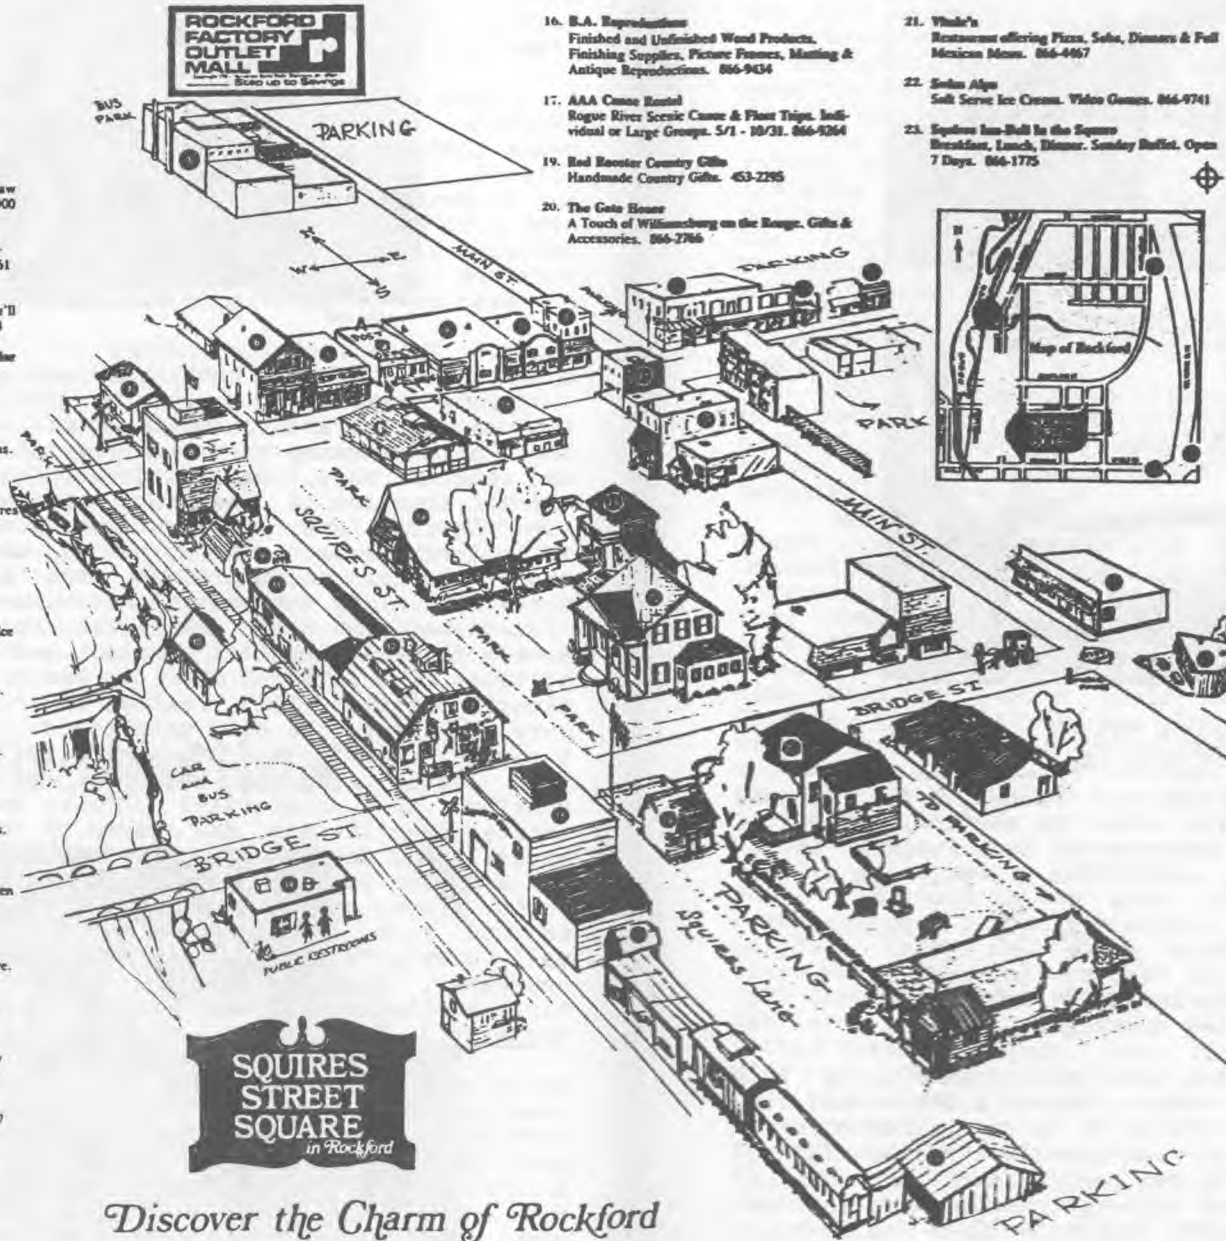 ROCKFORD
FACTORY
OUTLET
MALL
Step up to Savings
16. B.A. Reproductions
Finished and Unfinished Wood Products,
Finishing Supplies, Picture Frames, Matting &
Antique Reproductions. 866-9434
17. AAA Canoe Rental
Rogue River Scenic Canoe & Float Trips. Indi-
vidual or Large Groups. 5/1 - 10/31. 866-9264
19. Red Rooster Country Gifts
Handmade Country Gifts. 453-2295
20. The Gate House
A Touch of Williamsburg on the Rouge. Gifts &
Accessories. 866-2766
21. Vitale's
Restaurant offering Pizza, Subs, Dinners & Full
Mexican Menu. 866-4467
22. Swiss Alps
Soft Serve Ice Cream. Video Games. 866-9741
23. Squires Inn-Bull In the Square
Breakfast, Lunch, Dinner. Sunday Buffet. Open
7 Days. 866-1775
BUS
PARK
PARKING
N
W
E
S
MAIN ST
PARKING
N
Map of Rockford
PARK
PARK
PARK
SQUIRES ST.
MAIN ST.
PARK
PARK
BRIDGE ST
CAR
and
BUS
PARKING
BRIDGE ST.
TO PARKING
PARKING
SQUIRES Lane
PUBLIC RESTROOMS
SQUIRES
STREET
SQUARE
in Rockford
PARKING
Discover the Charm of Rockford